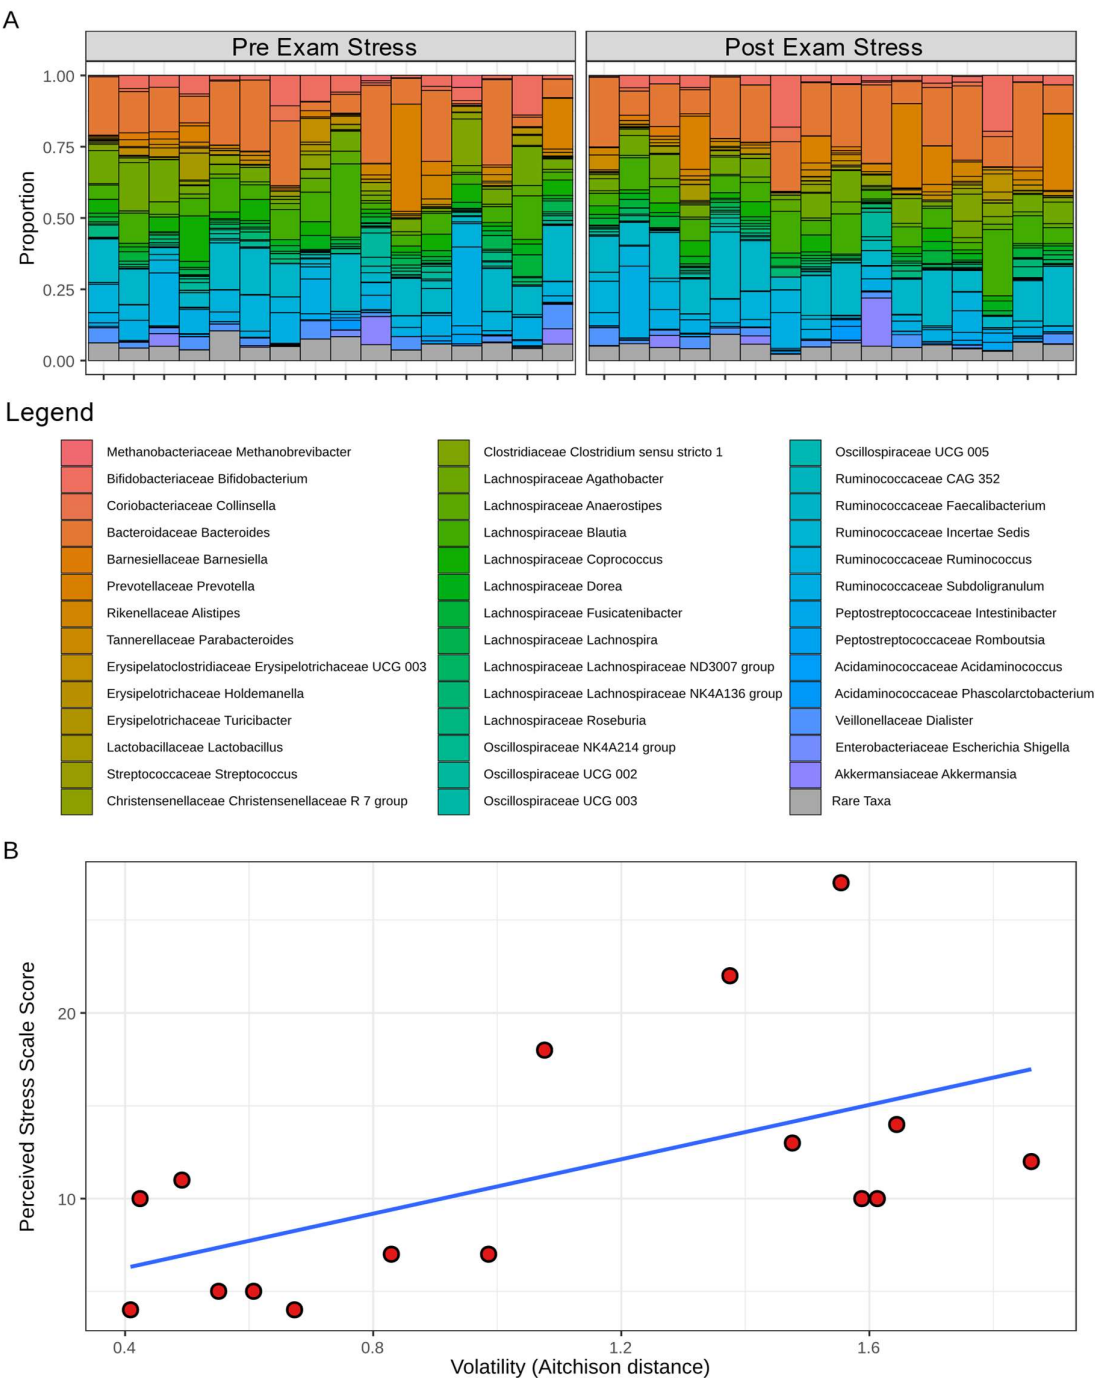 A
Pre Exam Stress
Post Exam Stress
Proportion
1.00
0.75
0.50
0.25
0.00
Legend
Methanobacteriaceae Methanobrevibacter
Bifidobacteriaceae Bifidobacterium
Coriobacteriaceae Collinsella
Bacteroidaceae Bacteroides
Barnesiellaceae Barnesiella
Prevotellaceae Prevotella
Rikenellaceae Alistipes
Tannerellaceae Parabacteroides
Erysipelatoclostridiaceae Erysipelotrichaceae UCG 003
Erysipelotrichaceae Holdemanella
Erysipelotrichaceae Turicibacter
Lactobacillaceae Lactobacillus
Streptococcaceae Streptococcus
Christensenellaceae Christensenellaceae R 7 group
Clostridiaceae Clostridium sensu stricto 1
Lachnospiraceae Agathobacter
Lachnospiraceae Anaerostipes
Lachnospiraceae Blautia
Lachnospiraceae Coprococcus
Lachnospiraceae Dorea
Lachnospiraceae Fusicatenibacter
Lachnospiraceae Lachnospira
Lachnospiraceae Lachnospiraceae ND3007 group
Lachnospiraceae Lachnospiraceae NK4A136 group
Lachnospiraceae Roseburia
Oscillospiraceae NK4A214 group
Oscillospiraceae UCG 002
Oscillospiraceae UCG 003
Oscillospiraceae UCG 005
Ruminococcaceae CAG 352
Ruminococcaceae Faecalibacterium
Ruminococcaceae Incertae Sedis
Ruminococcaceae Ruminococcus
Ruminococcaceae Subdoligranulum
Peptostreptococcaceae Intestinibacter
Peptostreptococcaceae Romboutsia
Acidaminococcaceae Acidaminococcus
Acidaminococcaceae Phascolarctobacterium
Veillonellaceae Dialister
Enterobacteriaceae Escherichia Shigella
Akkermansiaceae Akkermansia
Rare Taxa
B
Perceived Stress Scale Score
20
10
0.4
0.8
1.2
1.6
Volatility (Aitchison distance)